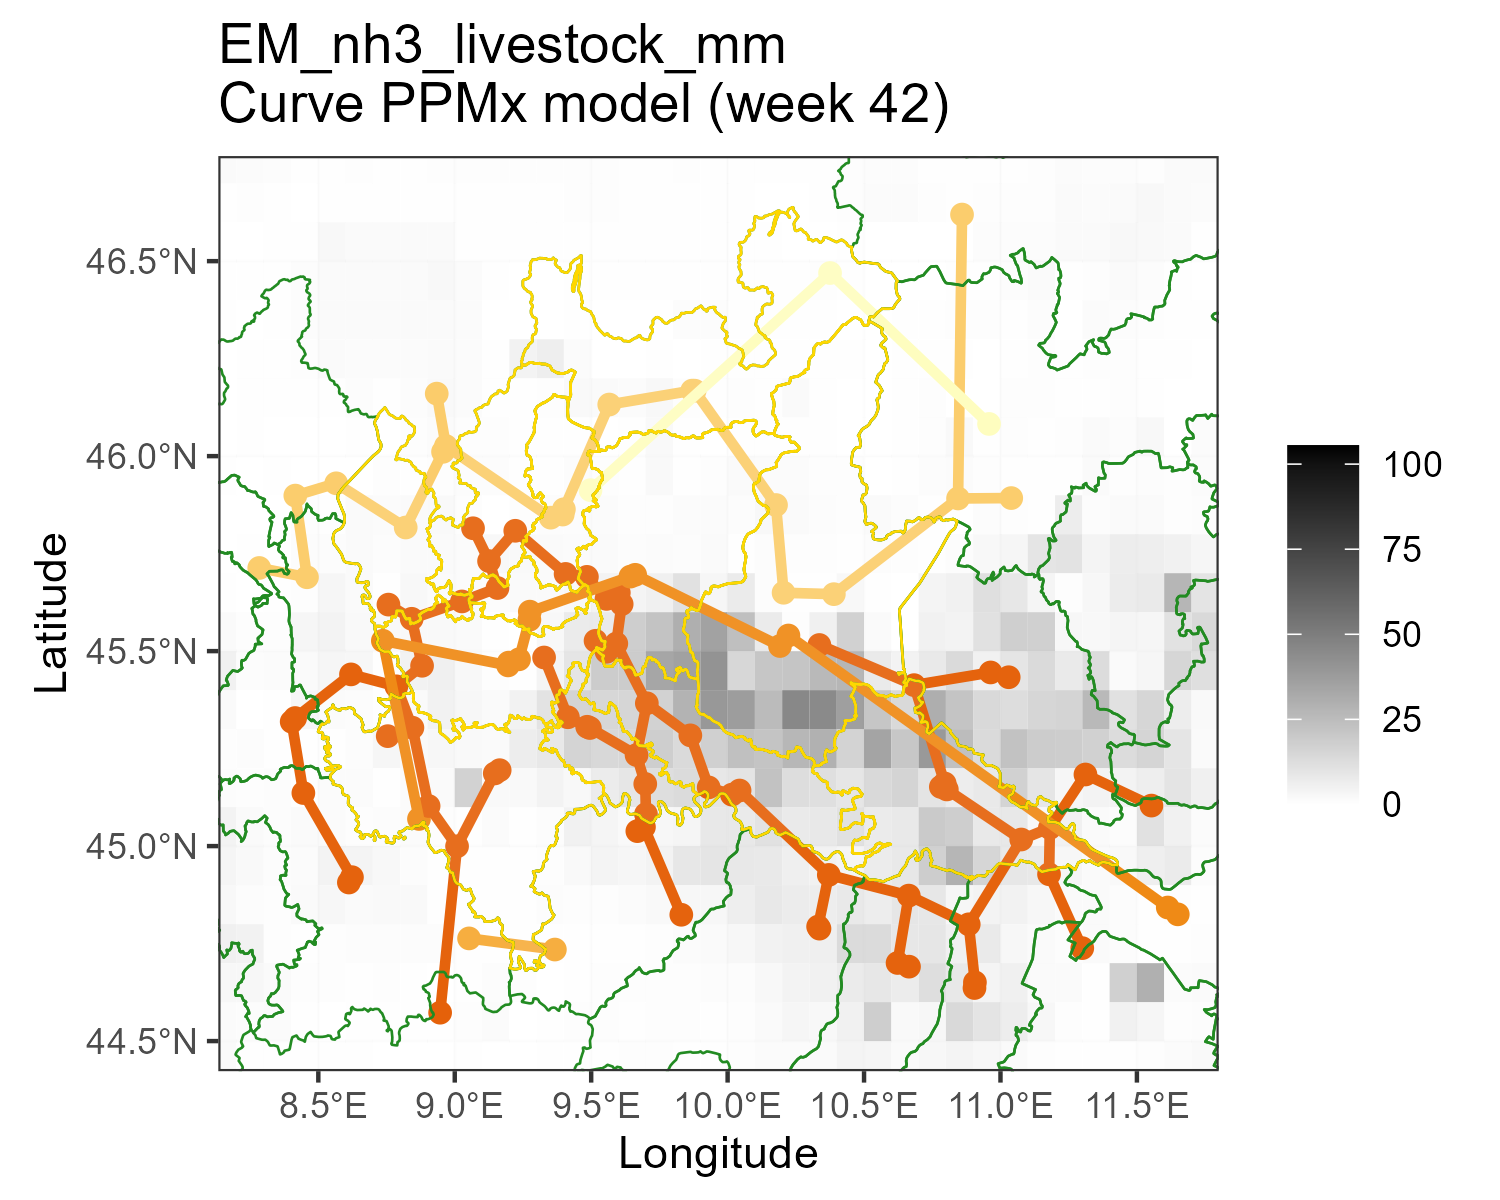 EM_nh3_livestock_mm
Curve PPMx model (week 42)
46.5°N
46.0°N
45.5°N
45.0°N
44.5°N
Latitude
8.5°E
9.0°E
9.5°E
10.0°E
10.5°E
11.0°E
11.5°E
Longitude
100
75
50
25
0